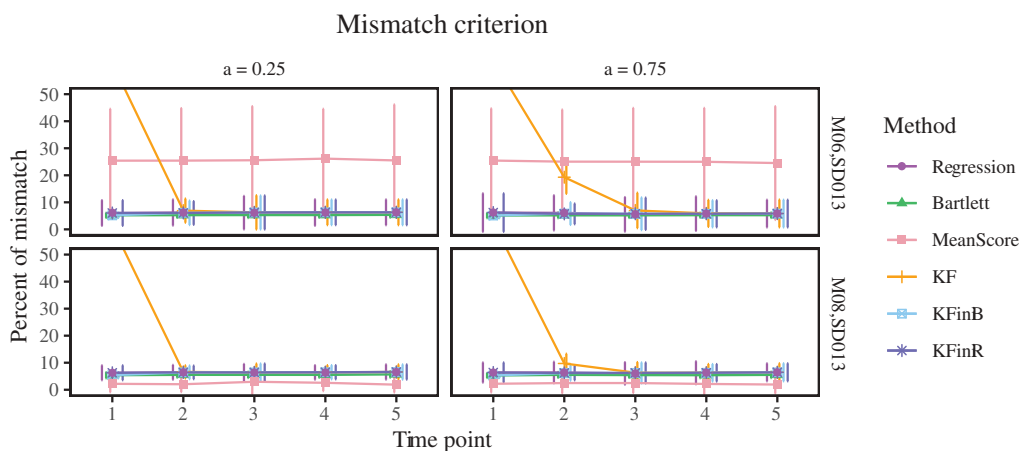 Mismatch criterion
a = 0.25
a = 0.75
Percent of mismatch
50
40
30
20
10
0
M06,SD013
50
40
30
20
10
0
M08,SD013
1 2 3 4 5
1 2 3 4 5
Time point
Method
Regression
Bartlett
MeanScore
KF
KFinB
KFinR